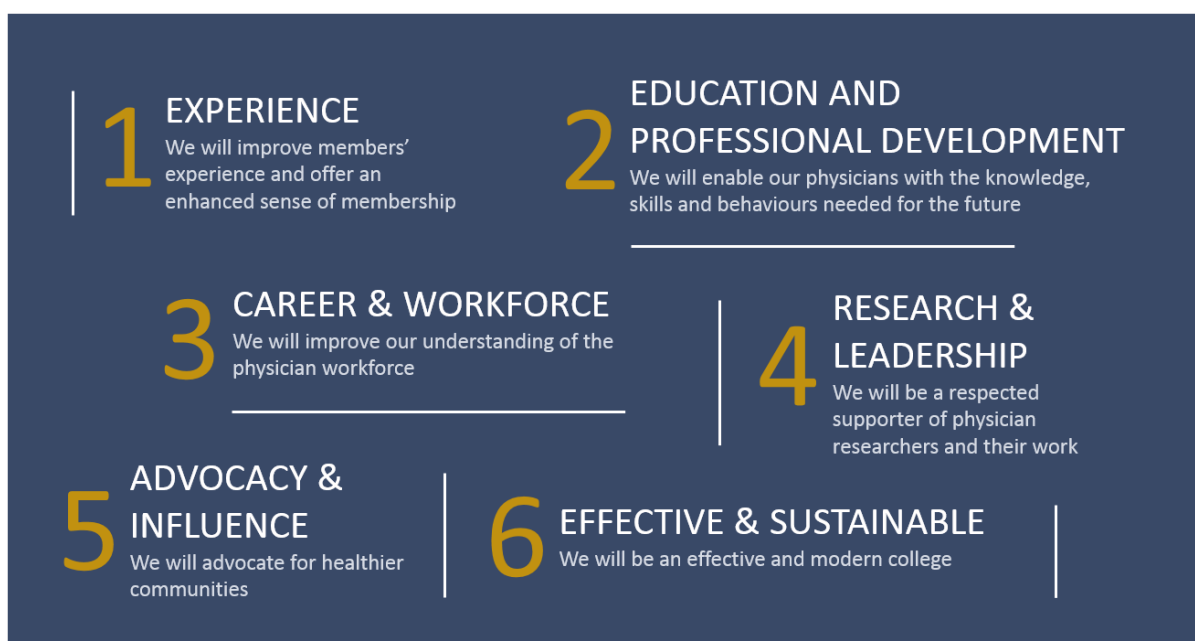 1
EXPERIENCE
We will improve members’
experience and offer an
enhanced sense of membership
2
EDUCATION AND
PROFESSIONAL DEVELOPMENT
We will enable our physicians with the knowledge,
skills and behaviours needed for the future
3
CAREER & WORKFORCE
We will improve our understanding of the
physician workforce
4
RESEARCH &
LEADERSHIP
We will be a respected
supporter of physician
researchers and their work
5
ADVOCACY &
INFLUENCE
We will advocate for healthier
communities
6
EFFECTIVE & SUSTAINABLE
We will be an effective and modern college